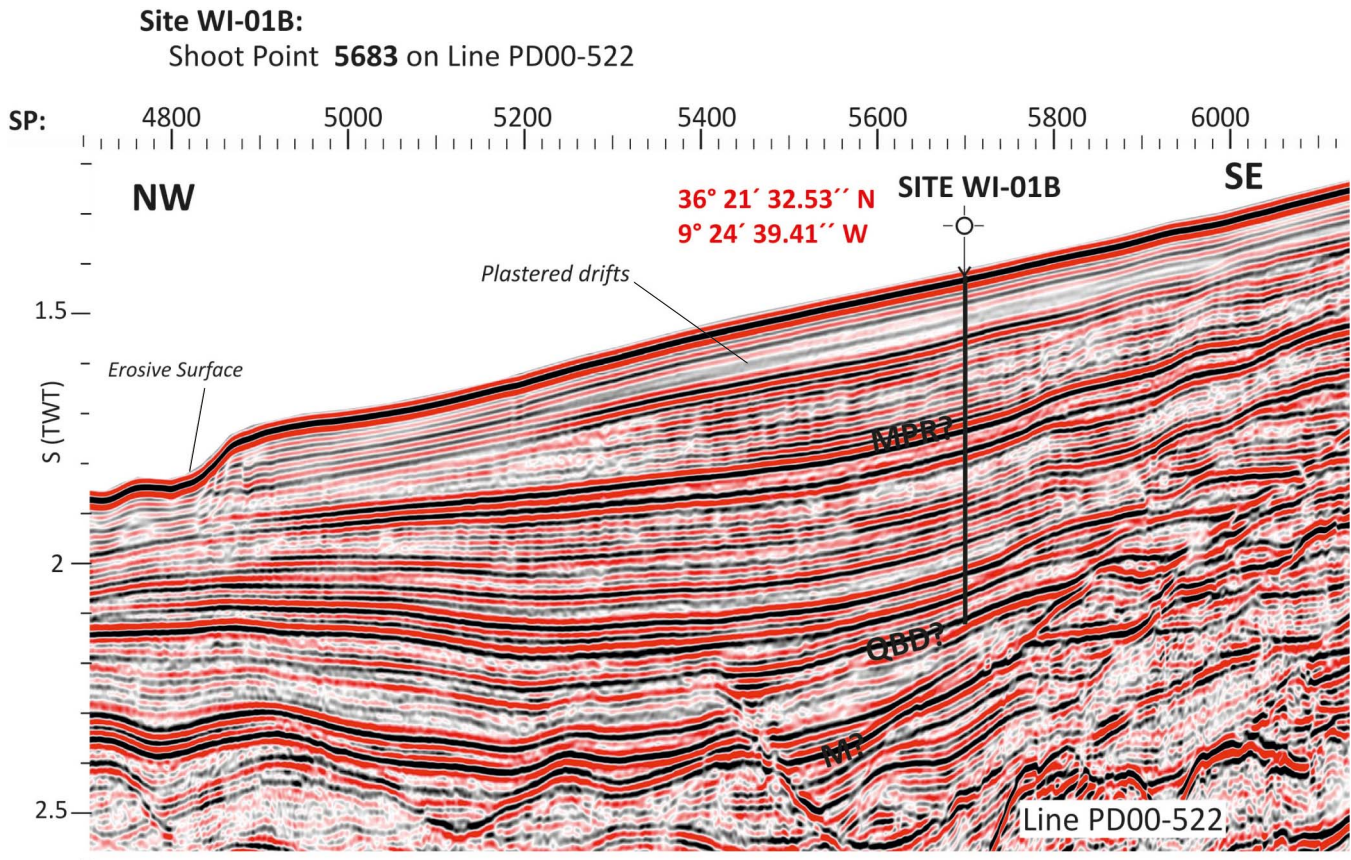 Site WI-01B:
Shoot Point 5683 on Line PD00-522
SP: 4800 5000 5200 5400 5600 5800 6000
NW
36° 21´ 32.53´´ N
9° 24´ 39.41´´ W
SITE WI-01B
SE
Plastered drifts
1.5
Erosive Surface
S (TWT)
MPR?
2
QBD?
M?
2.5
Line PD00-522